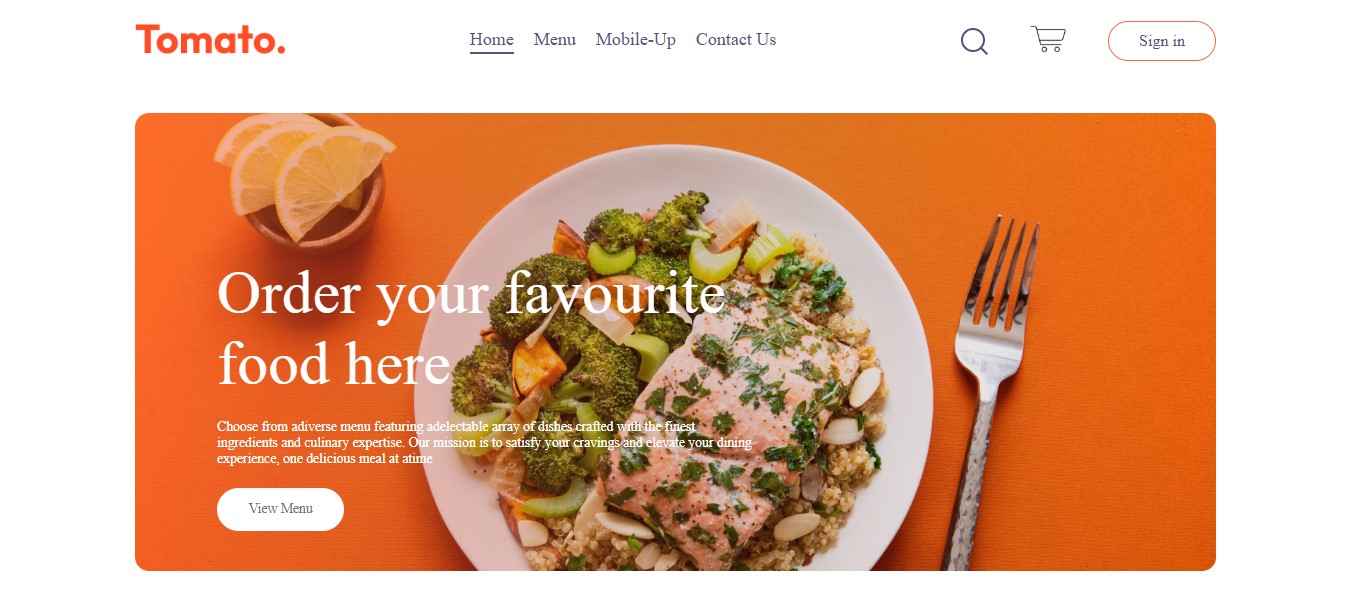 Tomato.
Home Menu Mobile-Up Contact Us
Sign in
Order your favourite
food here
Choose from adiverse menu featuring adelectable array of dishes crafted with the finest
ingredients and culinary expertise. Our mission is to satisfy your cravings and elevate your dining
experience, one delicious meal at atime
View Menu